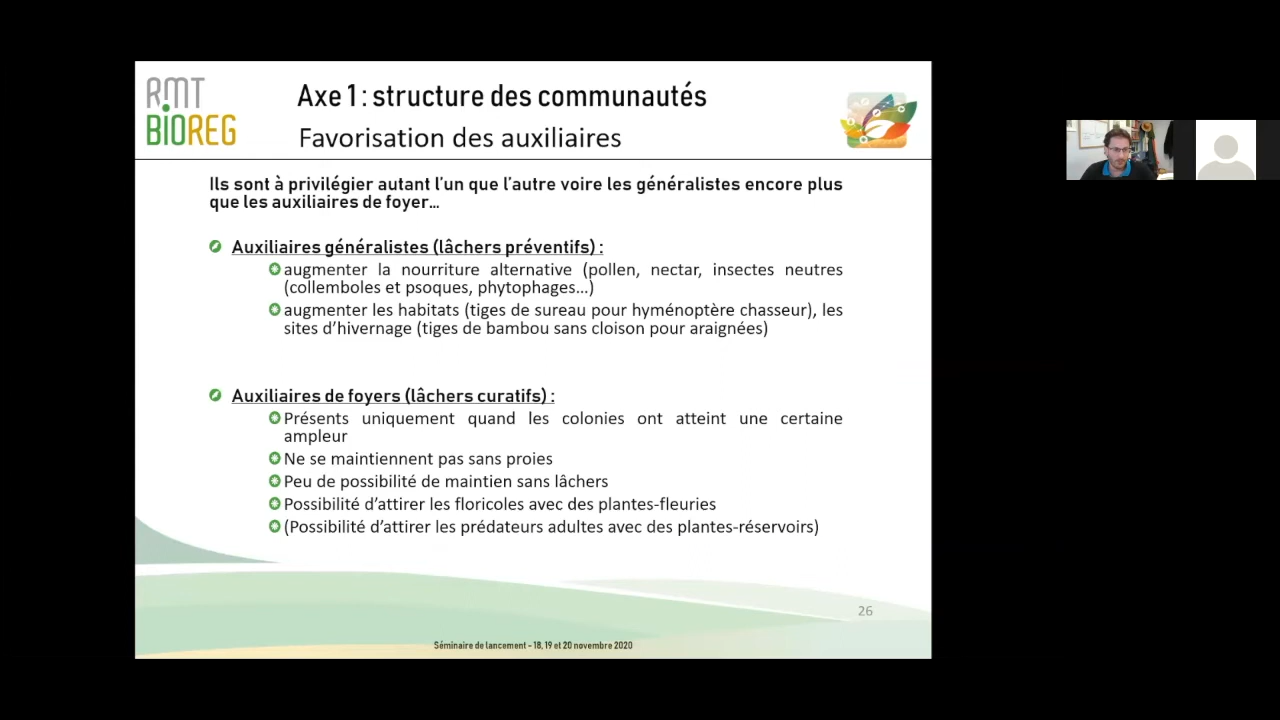 RMT
BIOREG
Axe 1 : structure des communautés
Favorisation des auxiliaires
Ils sont à privilégier autant l'un que l'autre voire les généralistes encore plus
que les auxiliaires de foyer...
Auxiliaires généralistes (lâchers préventifs) :
augmenter la nourriture alternative (pollen, nectar, insectes neutres
(collemboles et psoques, phytophages...)
augmenter les habitats (tiges de sureau pour hyménoptère chasseur), les
sites d'hivernage (tiges de bambou sans cloison pour araignées)
Auxiliaires de foyers (lâchers curatifs) :
Présents uniquement quand les colonies ont atteint une certaine
ampleur
Ne se maintiennent pas sans proies
Peu de possibilité de maintien sans lâchers
Possibilité d'attirer les floricoles avec des plantes-fleuries
(Possibilité d'attirer les prédateurs adultes avec des plantes-réservoirs)
26
Séminaire de lancement - 18, 19 et 20 novembre 2020